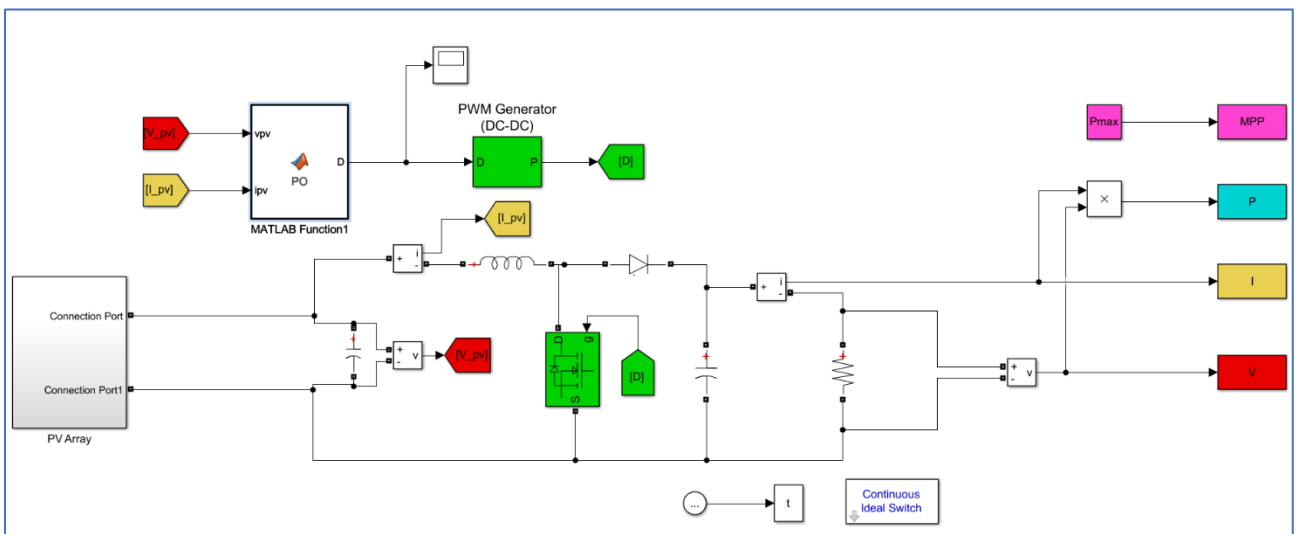 PWM Generator
(DC-DC)
[V_pv]
vpv
Pmax
MPP
D
D
P
[D]
PO
[I_pv]
ipv
×
P
MATLAB Function1
[I_pv]
+
i
-
+
+
i
-
I
Connection Port
+
D
g
+
+
+
-
v
[V_pv]
[D]
+
-
v
V
Connection Port1
S
PV Array
...
t
Continuous
Ideal Switch